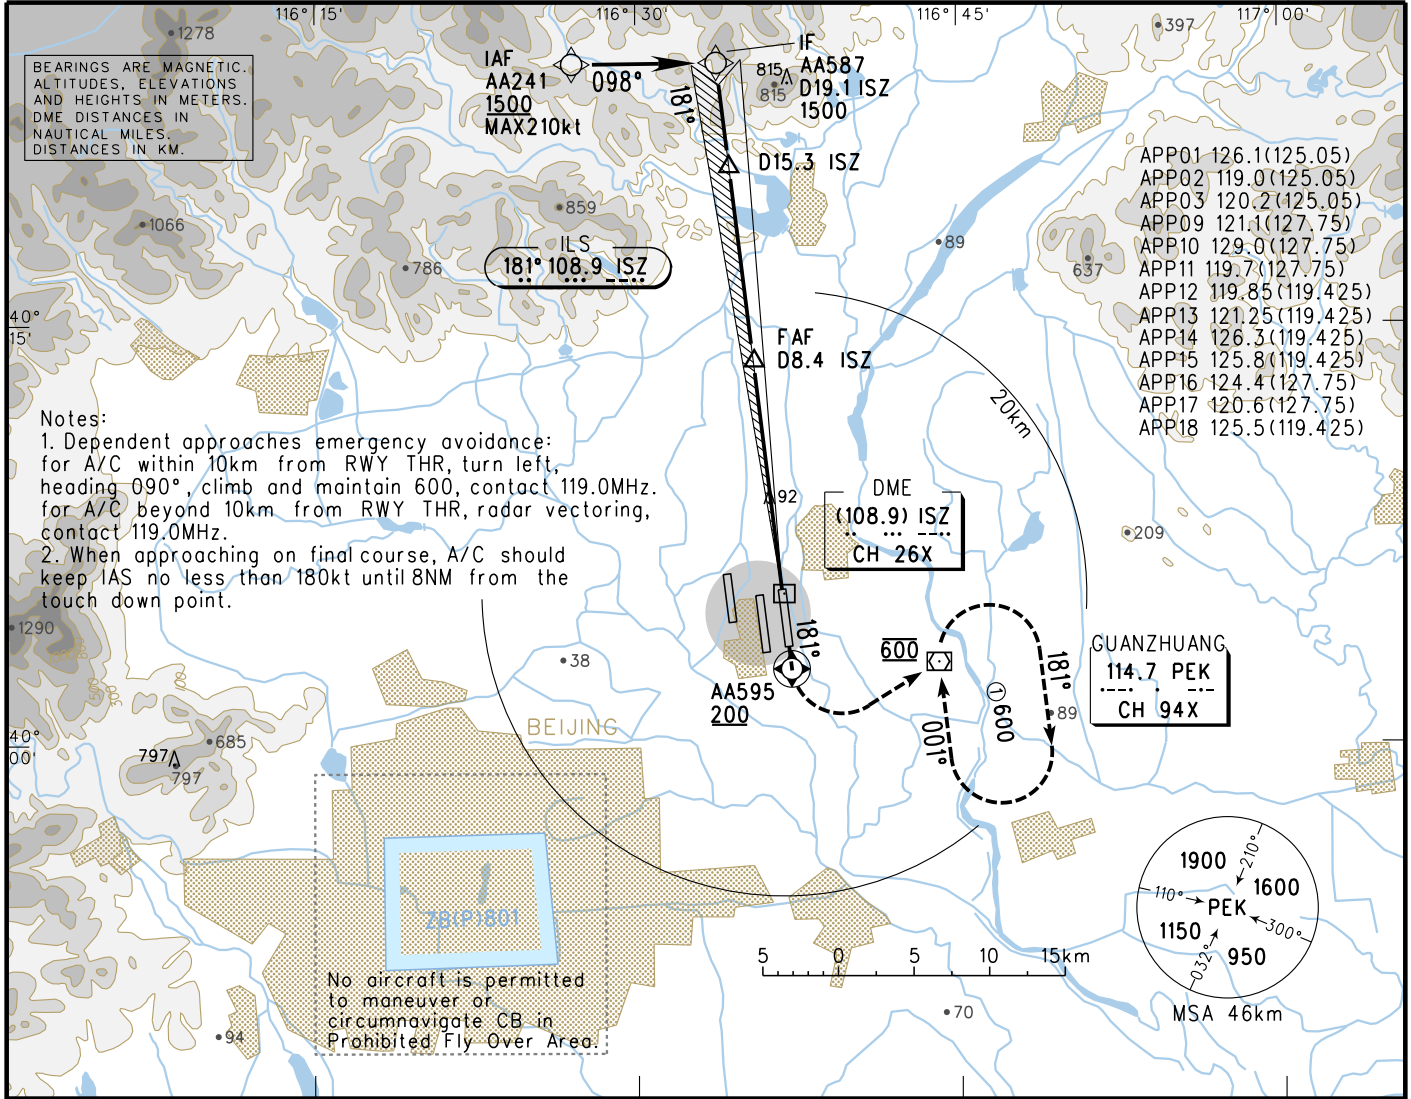 116°15'
116°30'
116°45'
117°00'
1278
397
BEARINGS ARE MAGNETIC.
ALTITUDES, ELEVATIONS
AND HEIGHTS IN METERS.
DME DISTANCES IN
NAUTICAL MILES.
DISTANCES IN KM.
IAF
AA241
1500
MAX210kt
098°
181°
IF
AA587
D19.1 ISZ
1500
815
815
D15.3 ISZ
APP01 126.1(125.05)
APP02 119.0(125.05)
APP03 120.2(125.05)
APP09 121.1(127.75)
APP10 129.0(127.75)
APP11 119.7(127.75)
APP12 119.85(119.425)
APP13 121.25(119.425)
APP14 126.3(119.425)
APP15 125.8(119.425)
APP16 124.4(127.75)
APP17 120.6(127.75)
APP18 125.5(119.425)
1066
859
786
89
637
ILS
181° 108.9 ISZ
40°
15'
FAF
D8.4 ISZ
20km
Notes:
1. Dependent approaches emergency avoidance:
for A/C within 10km from RWY THR, turn left,
heading 090°, climb and maintain 600, contact 119.0MHz.
for A/C beyond 10km from RWY THR, radar vectoring,
contact 119.0MHz.
2. When approaching on final course, A/C should
keep IAS no less than 180kt until 8NM from the
touch down point.
92
DME
(108.9) ISZ
CH 26X
209
1290
38
181°
AA595
200
600
001°
①600
181°
89
GUANZHUANG
114.7 PEK
CH 94X
500
300
40°
00'
797
797
685
BEIJING
ZB(P)801
No aircraft is permitted
to maneuver or
circumnavigate CB in
Prohibited Fly Over Area.
94
70
5 0 5 10 15km
1900
210°
1600
110°
PEK
300°
1150
950
032°
MSA 46km